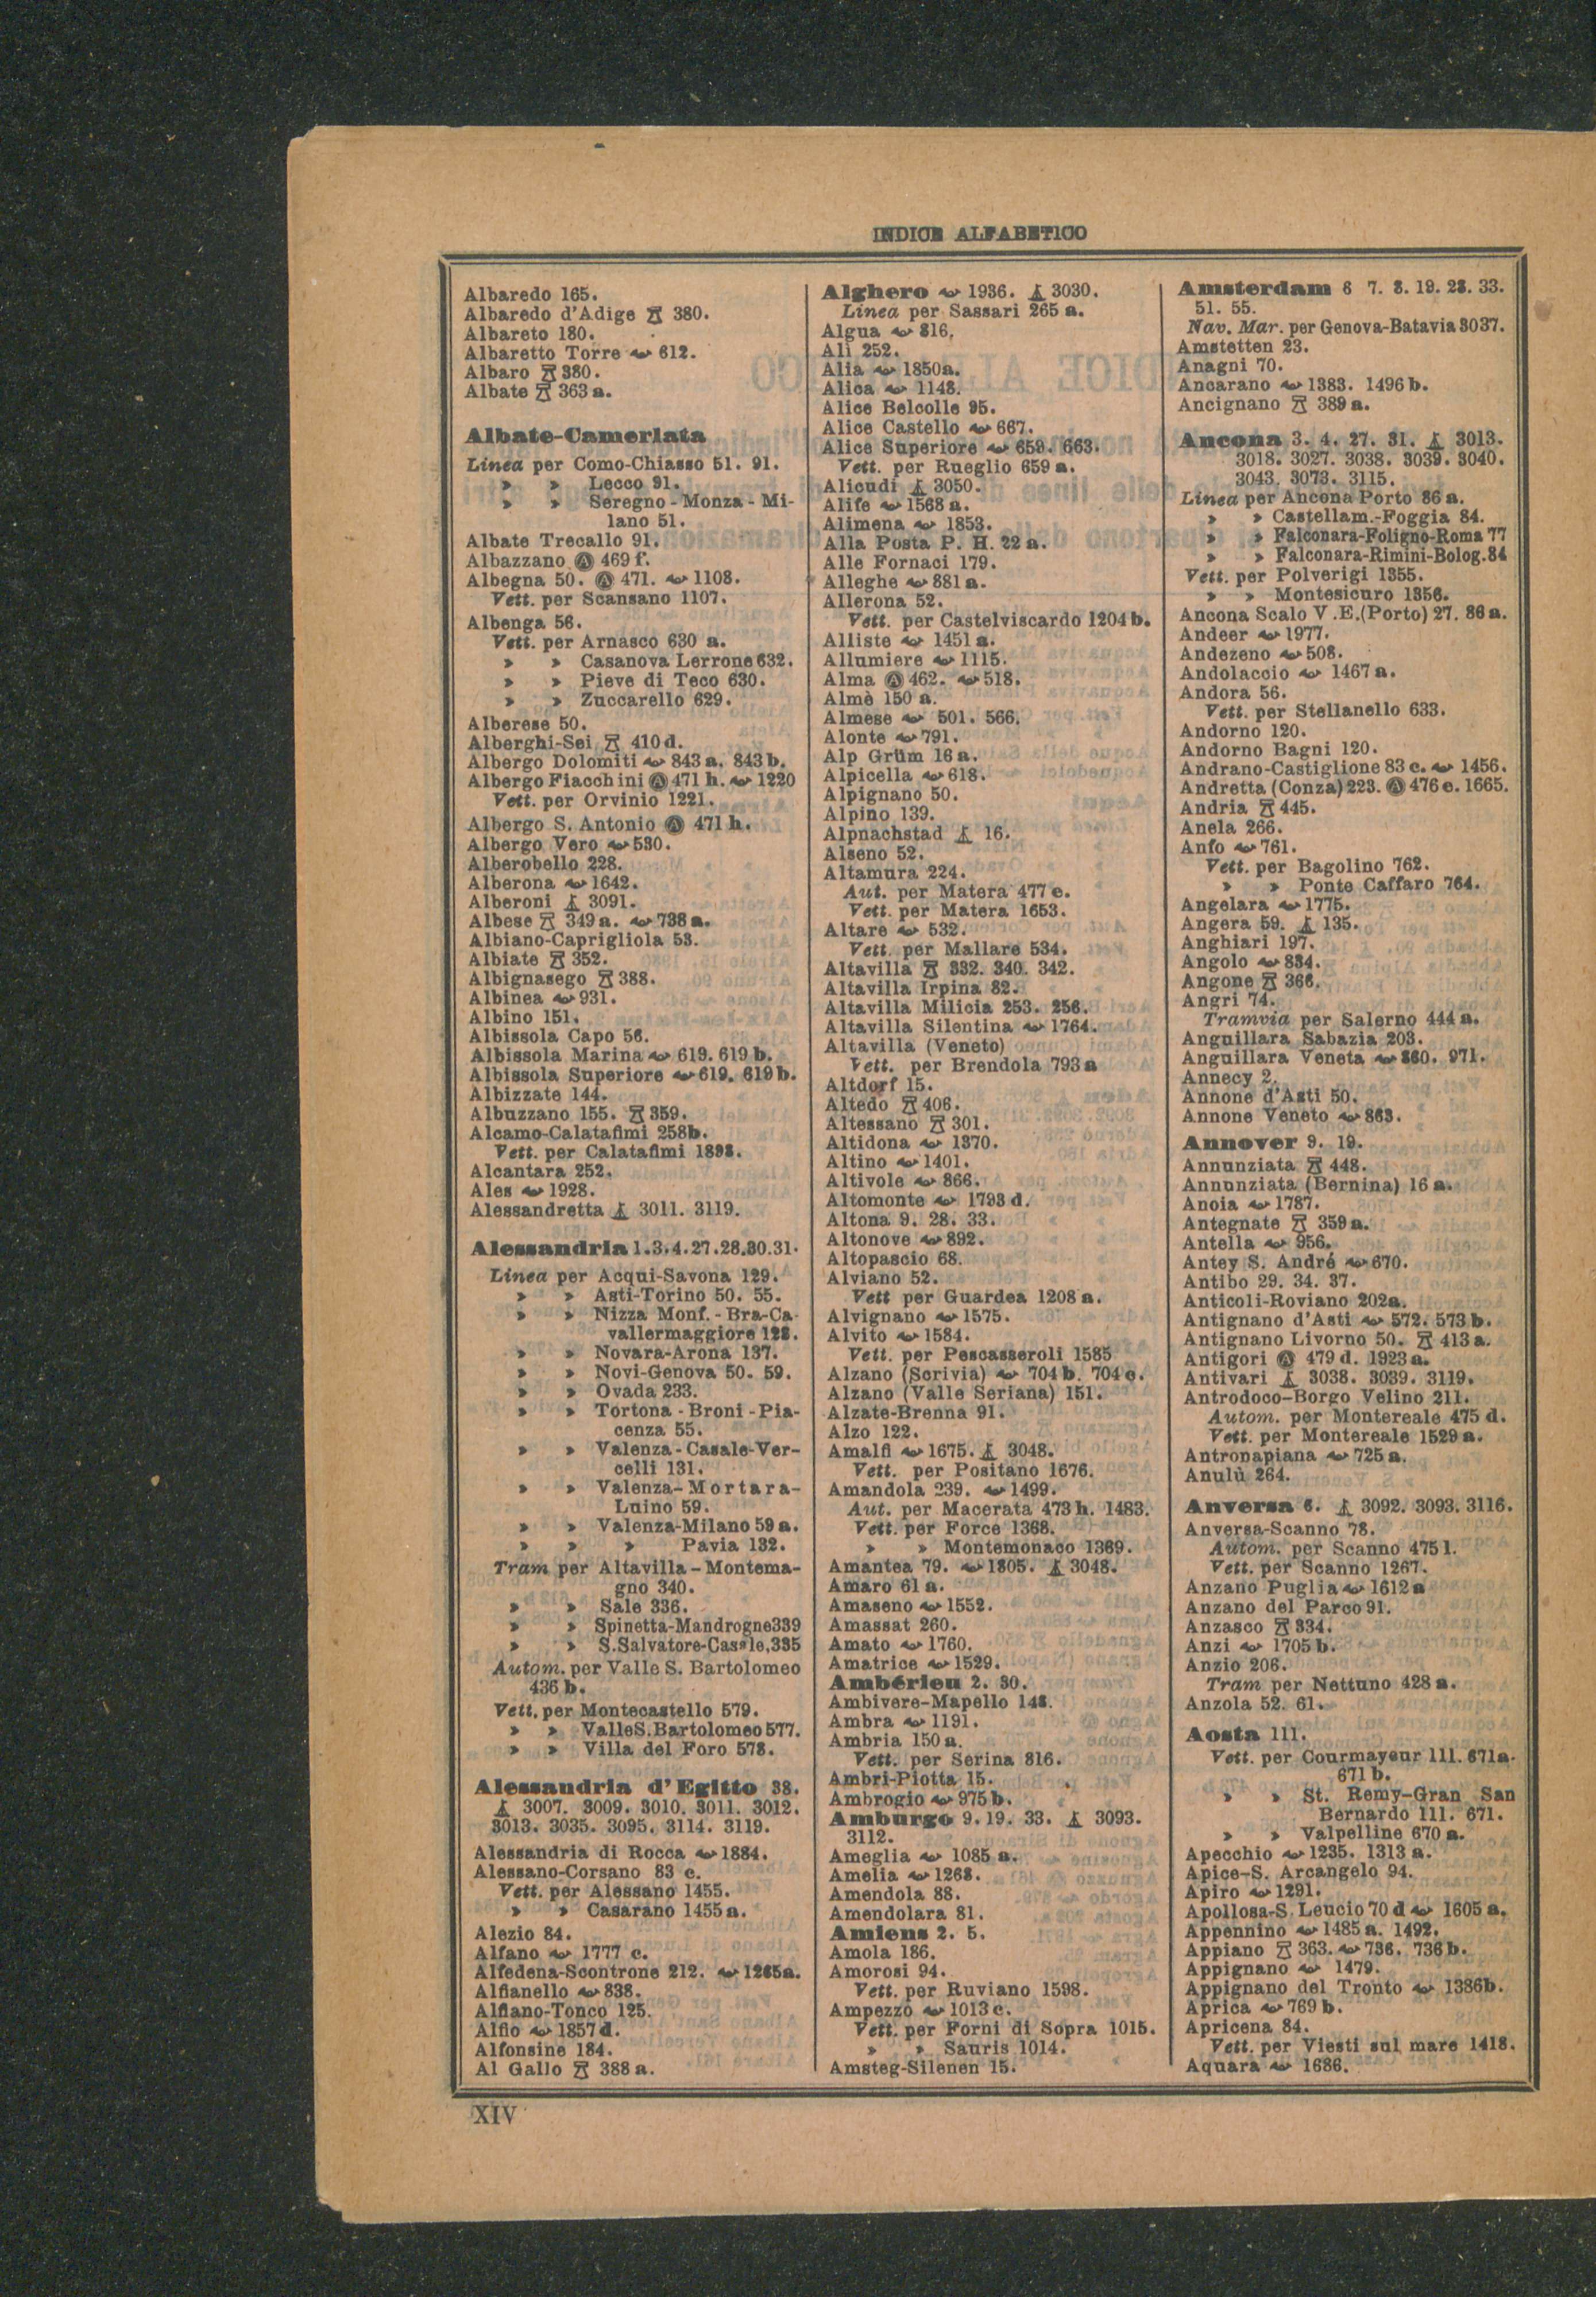 INDICE ALFABETICO
Albaredo 165.
Albaredo d'Adige 380.
Albareto 180.
Albaretto Torre 612.
Albaro 380.
Albate 363 a.
Albate-Camerlata
Linea per Como-Chiasso 51. 91.
» » Lecco 91.
» » Seregno - Monza - Mi-
lano 51.
Albate Trecallo 91.
Albazzano Ⓐ 469 f.
Albegna 50. Ⓐ 471. 1108.
Vett. per Scansano 1107.
Albenga 56.
Vett. per Arnasco 630 a.
» » Casanova Lerrone 632.
» » Pieve di Teco 630.
» » Zuccarello 629.
Alberese 50.
Alberghi-Sei 410 d.
Albergo Dolomiti 843 a. 843 b.
Albergo Fiacchini Ⓐ 471 h. 1220
Vett. per Orvinio 1221.
Albergo S. Antonio Ⓐ 471 h.
Albergo Vero 530.
Alberobello 228.
Alberona 1642.
Alberoni 3091.
Albese 349 a. 738 a.
Albiano-Caprigliola 53.
Albiate 352.
Albignasego 388.
Albinea 931.
Albino 151.
Albissola Capo 56.
Albissola Marina 619. 619 b.
Albissola Superiore 619. 619 b.
Albizzate 144.
Albuzzano 155. 359.
Alcamo-Calatafimi 258b.
Vett. per Calatafimi
Alcantara 252.
Ales 1928.
Alessandretta 3011. 3119.
Alessandria 1.3.4.27.28.30.31.
Linea per Acqui-Savona 129.
» » Asti-Torino 50. 55.
» » Nizza Monf. - Bra-Ca-
vallermaggiore 128.
» » Novara-Arona 137.
» » Novi-Genova 50. 59.
» » Ovada 233.
» » Tortona - Broni - Pia-
cenza 55.
» » Valenza - Casale-Ver-
celli 131.
» » Valenza-Mortara-
Luino 59.
» » Valenza-Milano 59 a.
» » » Pavia 132.
Tram per Altavilla - Montema-
gno 340.
» » Sale 336.
» » Spinetta-Mandrogne339
» » S.Salvatore-Casale,335
Autom. per Valle S. Bartolomeo
436 b.
Vett. per Montecastello 579.
» » ValleS.Bartolomeo 577.
» » Villa del Foro 578.
Alessandria d'Egitto 38.
3007. 3009. 3010. 3011. 3012.
3013. 3035. 3095. 3114. 3119.
Alessandria di Rocca 1884.
Alessano-Corsano 83 c.
Vett. per Alessano 1455.
» » Casarano 1455 a.
Alezio 84.
Alfano 1777 c.
Alfedena-Scontrone 212. 1265a.
Alfianello 838.
Alfiano-Tonco 125.
Alfio 1857 d.
Alfonsine 184.
Al Gallo 388 a.
Alghero 1936. 3030.
Linea per Sassari 265 a.
Algua 816.
Alì 252.
Alia 1850a.
Alica 1148.
Alice Belcolle 95.
Alice Castello 667.
Alice Superiore 659. 663.
Vett. per Rueglio 659 a.
Alicudi 3050.
Alife 1568 a.
Alimena 1853.
Alla Posta P. H. 22 a.
Alle Fornaci 179.
Alleghe 881 a.
Allerona 52.
Vett. per Castelviscardo 1204 b.
Alliste 1451 a.
Allumiere 1115.
Alma Ⓐ 462. 518.
Almè 150 a.
Almese 501. 566.
Alonte 791.
Alp Grüm 16 a.
Alpicella 618.
Alpignano 50.
Alpino 139.
Alpnachstad 16.
Alseno 52.
Altamura 224.
Aut. per Matera 477 e.
Vett. per Matera 1653.
Altare 532.
Vett. per Mallare 534.
Altavilla 332. 340. 342.
Altavilla Irpina 82.
Altavilla Milicia 253. 256.
Altavilla Silentina 1764.
Altavilla (Veneto)
Vett. per Brendola 793 a
Altdorf 15.
Altedo 406.
Altessano 301.
Altidona 1370.
Altino 1401.
Altivole 866.
Altomonte 1793 d.
Altona 9. 28. 33.
Altonove 892.
Altopascio 68.
Alviano 52.
Vett per Guardea 1208 a.
Alvignano 1575.
Alvito 1584.
Vett. per Pescasseroli 1585
Alzano (Scrivia) 704 b. 704 c.
Alzano (Valle Seriana) 151.
Alzate-Brenna 91.
Alzo 122.
Amalfi 1675. 3048.
Vett. per Positano 1676.
Amandola 239. 1499.
Aut. per Macerata 473 h. 1483.
Vett. per Force 1368.
» » Montemonaco 1369.
Amantea 79. 1805. 3048.
Amaro 61 a.
Amaseno 1552.
Amassat 260.
Amato 1760.
Amatrice 1529.
Ambérieu 2. 30.
Ambivere-Mapello 148.
Ambra 1191.
Ambria 150 a.
Vett. per Serina 816.
Ambri-Piotta 15.
Ambrogio 975 b.
Amburgo 9. 19. 33. 3093.
3112.
Ameglia 1085 a.
Amelia 1268.
Amendola 88.
Amendolara 81.
Amiens 2. 5.
Amola 186.
Amorosi 94.
Vett. per Ruviano 1598.
Ampezzo 1013 c.
Vett. per Forni di Sopra 1015.
» » Sauris 1014.
Amsteg-Silenen 15.
Amsterdam 6 7. 8. 19. 28. 33.
51. 55.
Nav. Mar. per Genova-Batavia 3037.
Amstetten 23.
Anagni 70.
Ancarano 1383. 1496 b.
Ancignano 389 a.
Ancona 3. 4. 27. 31. 3013.
3018. 3027. 3038. 3039. 3040.
3043. 3073. 3115.
Linea per Ancona Porto 86 a.
» » Castellam.-Foggia 84.
» » Falconara-Foligno-Roma 77
» » Falconara-Rimini-Bolog.84
Vett. per Polverigi 1355.
» » Montesicuro 1356.
Ancona Scalo V .E.(Porto) 27. 86 a.
Andeer 1977.
Andezeno 508.
Andolaccio 1467 a.
Andora 56.
Vett. per Stellanello 633.
Andorno 120.
Andorno Bagni 120.
Andrano-Castiglione 83 c. 1456.
Andretta (Conza) 223. Ⓐ 476 e. 1665.
Andria 445.
Anela 266.
Anfo 761.
Vett. per Bagolino 762.
» » Ponte Caffaro 764.
Angelara 1775.
Angera 59. 135.
Anghiari 197.
Angolo 834.
Angone 366.
Angri 74.
Tramvia per Salerno 444 a.
Anguillara Sabazia 203.
Anguillara Veneta 860. 971.
Annecy 2.
Annone d'Asti 50.
Annone Veneto 863.
Annover 9. 19.
Annunziata 448.
Annunziata (Bernina) 16 a.
Anoia 1787.
Antegnate 359 a.
Antella 956.
Antey S. André 670.
Antibo 29. 34. 37.
Anticoli-Roviano 202a.
Antignano d'Asti 572. 573 b.
Antignano Livorno 50. 413 a.
Antigori Ⓐ 479 d. 1923 a.
Antivari 3038. 3039. 3119.
Antrodoco-Borgo Velino 211.
Autom. per Montereale 475 d.
Vett. per Montereale 1529 a.
Antronapiana 725 a.
Anulù 264.
Anversa 6. 3092. 3093. 3116.
Anversa-Scanno 78.
Autom. per Scanno 475 l.
Vett. per Scanno 1267.
Anzano Puglia 1612 a
Anzano del Parco 91.
Anzasco 334.
Anzi 1705 b.
Anzio 206.
Tram per Nettuno 428 a.
Anzola 52. 61.
Aosta 111.
Vett. per Courmayeur 111. 671a.
671 b.
» » St. Remy-Gran San
Bernardo 111. 671.
» » Valpelline 670 a.
Apecchio 1235. 1313 a.
Apice-S. Arcangelo 94.
Apiro 1291.
Apollosa-S. Leucio 70 d 1605 a.
Appennino 1485 a. 1492.
Appiano 363. 736. 736 b.
Appignano 1479.
Appignano del Tronto 1386b.
Aprica 769 b.
Apricena 84.
Vett. per Viesti sul mare 1418.
Aquara 1686.
XIV